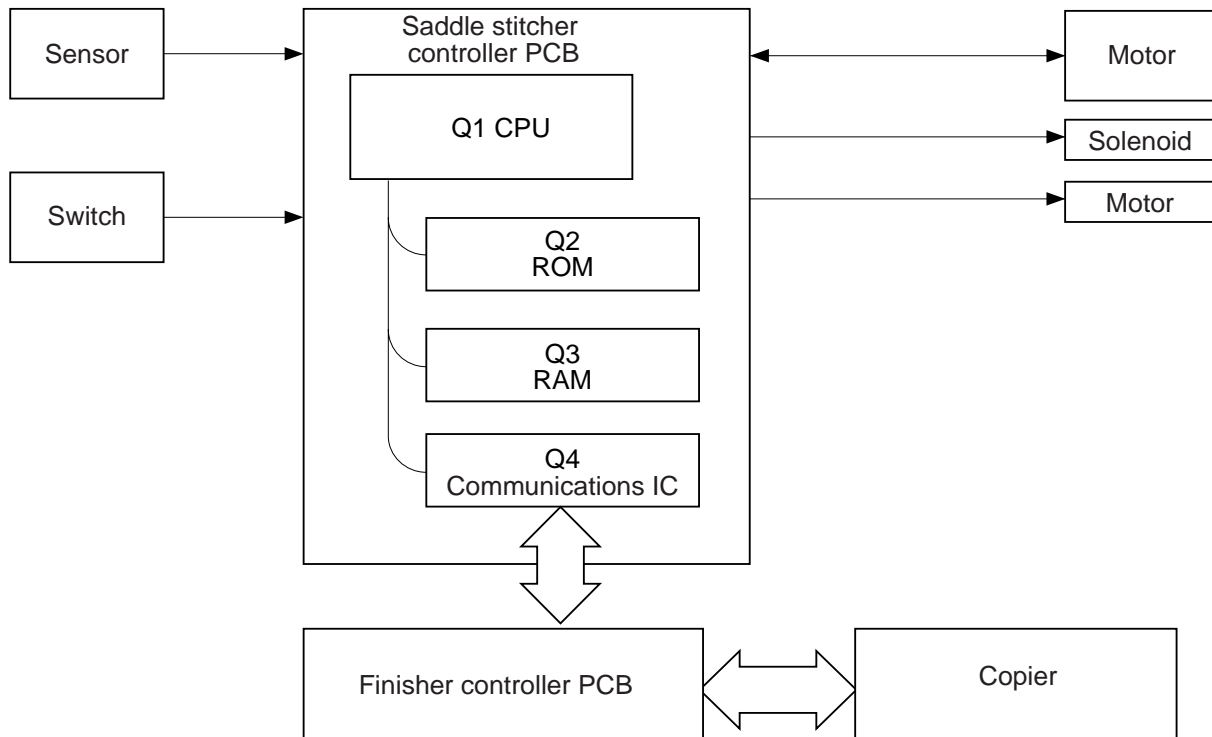 Sensor
Saddle stitcher
controller PCB
Motor
Q1 CPU
Solenoid
Switch
Motor
Q2
ROM
Q3
RAM
Q4
Communications IC
Finisher controller PCB
Copier